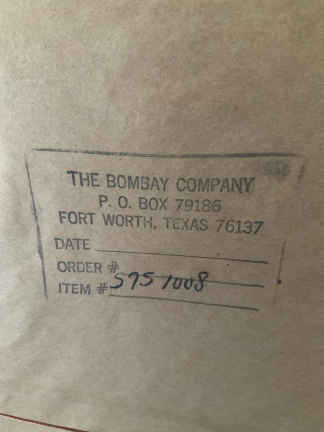 THE BOMBAY COMPANY
P. O. BOX 79186
FORT WORTH, TEXAS 76137
DATE
ORDER #
ITEM # 575 1008